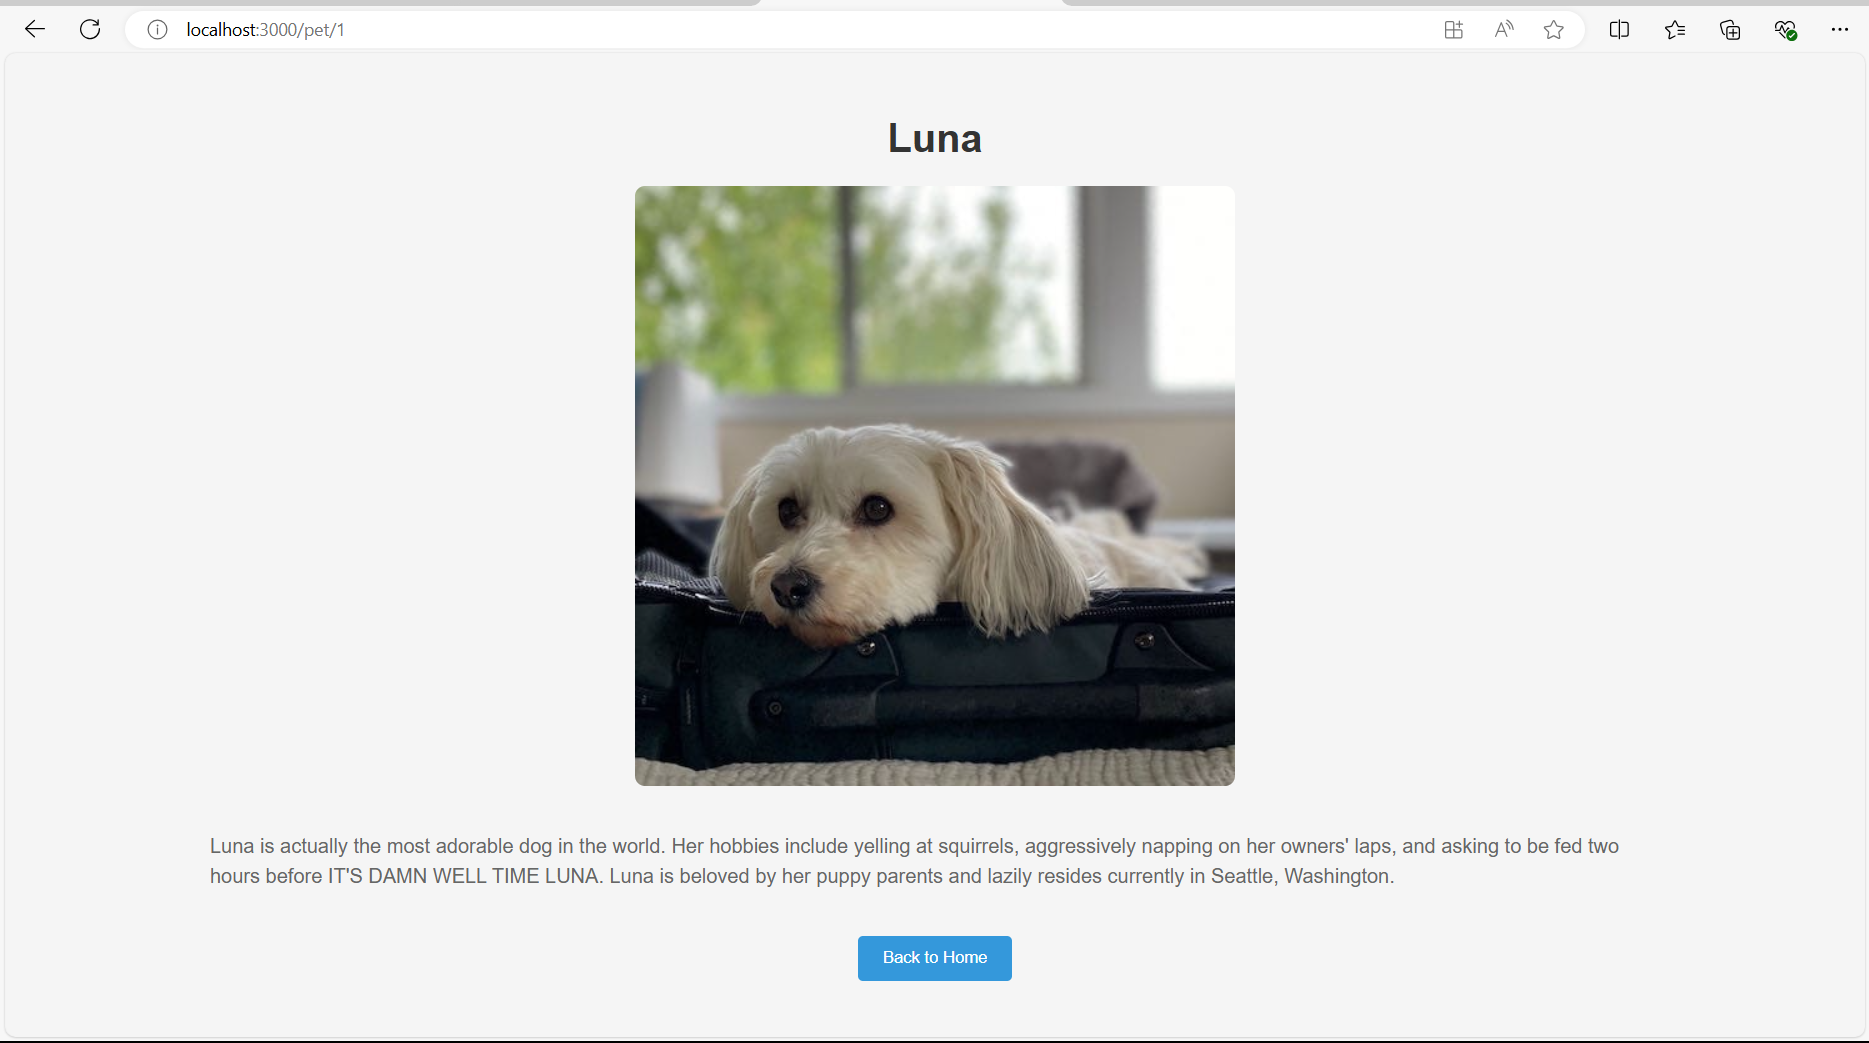 localhost:3000/pet/1
Luna
Luna is actually the most adorable dog in the world. Her hobbies include yelling at squirrels, aggressively napping on her owners' laps, and asking to be fed two
hours before IT'S DAMN WELL TIME LUNA. Luna is beloved by her puppy parents and lazily resides currently in Seattle, Washington.
Back to Home